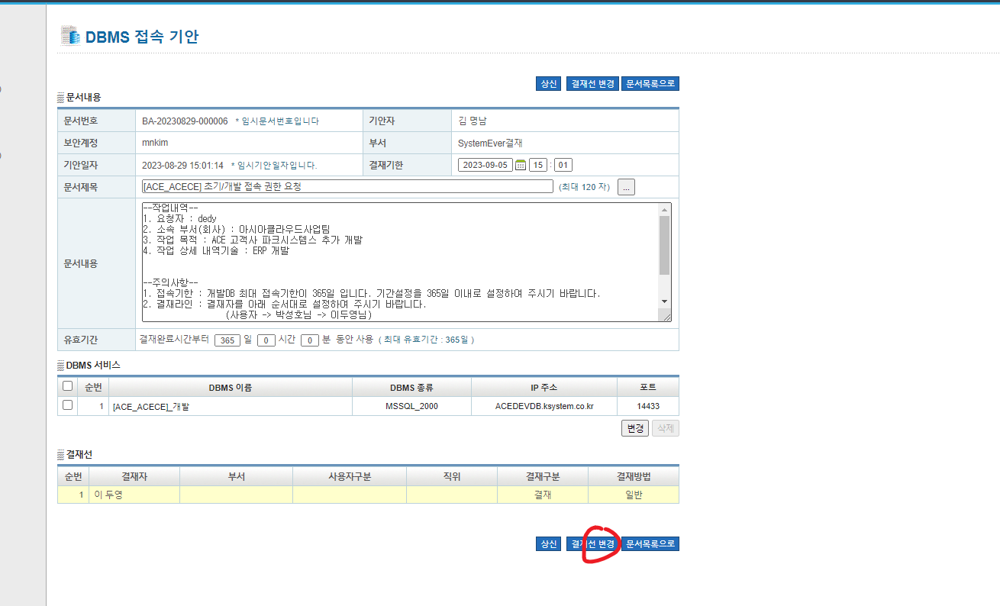 DBMS 접속 기안
상신 결재선 변경 문서목록으로
문서내용
문서번호 BA-20230829-000006 * 임시문서번호입니다 기안자 김 명남
보안계정 mnkim 부서 SystemEver결재
기안일자 2023-08-29 15:01:14 * 임시기안일자입니다. 결재기한 2023-09-05 15 : 01
문서제목 [ACE_ACECE] 초기/개발 접속 권한 요청 (최대 120 자) ...
문서내용
--작업내역--
1. 요청자 : dedy
2. 소속 부서(회사) : 아시아클라우드사업팀
3. 작업 목적 : ACE 고객사 파크시스템스 추가 개발
4. 작업 상세 내역기술 : ERP 개발
--주의사항--
1. 접속기한 : 개발DB 최대 접속기한이 365일 입니다. 기간설정을 365일 이내로 설정하여 주시기 바랍니다.
2. 결재라인 : 결재자를 아래 순서대로 설정하여 주시기 바랍니다.
(사용자 -> 박성호님 -> 이두영님)
유효기간 결재완료시간부터 365 일 0 시간 0 분 동안 사용 ( 최대 유효기간 : 365일 )
DBMS 서비스
순번 DBMS 이름 DBMS 종류 IP 주소 포트
1 [ACE_ACECE]_개발 MSSQL_2000 ACEDEVDB.ksystem.co.kr 14433
변경 삭제
결재선
순번 결재자 부서 사용자구분 직위 결재구분 결재방법
1 이 두영 결재 일반
상신 결재선 변경 문서목록으로